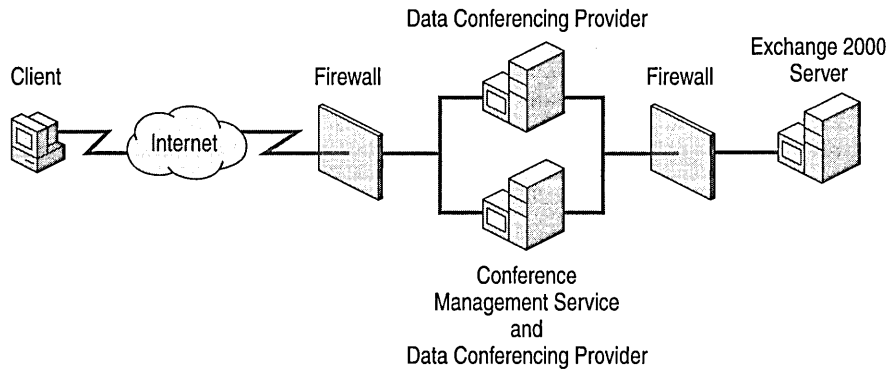 Data Conferencing Provider
Exchange 2000
Server
Client
Firewall
Firewall
Internet
Conference
Management Service
and
Data Conferencing Provider